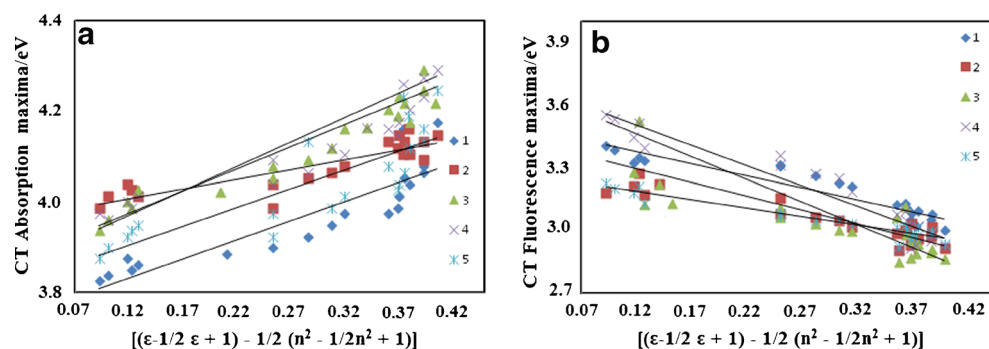 a
CT Absorption maxima/eV
4.4
4.2
4.0
3.8
0.07 0.12 0.17 0.22 0.27 0.32 0.37 0.42
[(ε-1/2 ε + 1) - 1/2 (n² - 1/2n² + 1)]
1
2
3
4
5
b
CT Fluorescence maxima/eV
3.9
3.6
3.3
3.0
2.7
0.07 0.12 0.17 0.22 0.27 0.32 0.37 0.42
[(ε-1/2 ε + 1) - 1/2 (n² - 1/2n² + 1)]
1
2
3
4
5